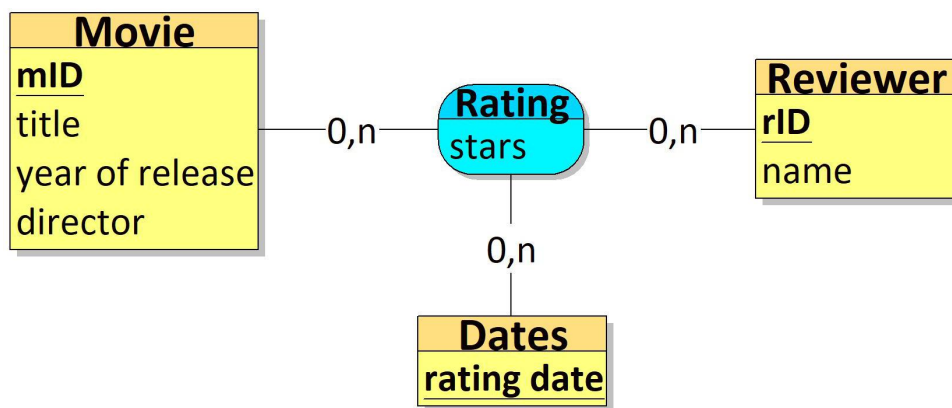 Movie
mID
title
year of release
director
0,n
Rating
stars
0,n
Reviewer
rID
name
0,n
Dates
rating date